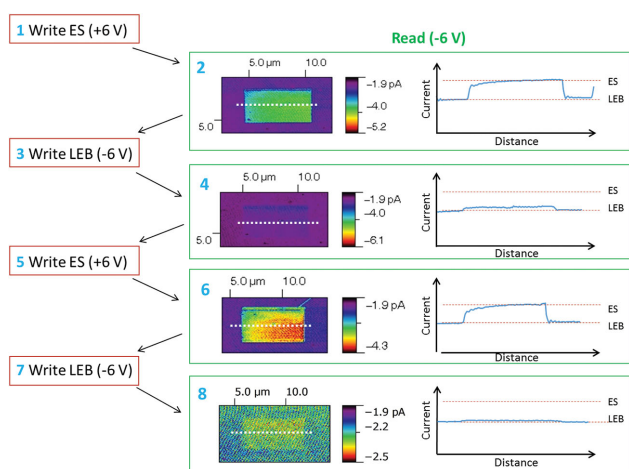 1 Write ES (+6 V)
Read (-6 V)
2
5.0 µm 10.0
5.0
−1.9 pA
−4.0
−5.2
Current
ES
LEB
Distance
3 Write LEB (-6 V)
4
5.0 µm 10.0
5.0
−1.9 pA
−4.0
−6.1
Current
ES
LEB
Distance
5 Write ES (+6 V)
6
5.0 µm 10.0
−1.9 pA
−4.3
Current
ES
LEB
Distance
7 Write LEB (-6 V)
8
5.0 µm 10.0
−1.9 pA
−2.2
−2.5
Current
ES
LEB
Distance